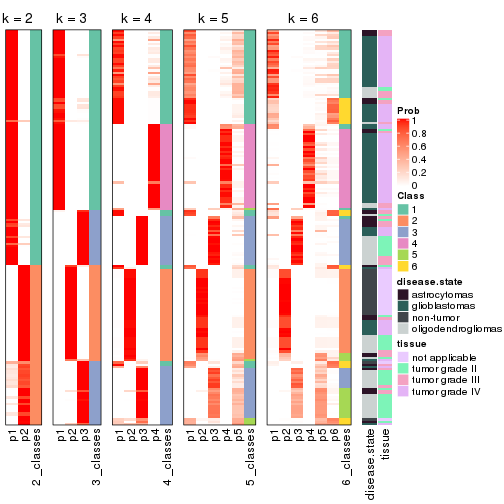 k = 2 k = 3 k = 4 k = 5 k = 6
p1 p2 2_classes p1 p2 p3 3_classes p1 p2 p3 p4 4_classes p1 p2 p3 p4 p5 5_classes p1 p2 p3 p4 p5 p6 6_classes disease.state tissue
Prob
1
0.8
0.6
0.4
0.2
0
Class
1
2
3
4
5
6
disease.state
astrocytomas
glioblastomas
non-tumor
oligodendrogliomas
tissue
not applicable
tumor grade II
tumor grade III
tumor grade IV